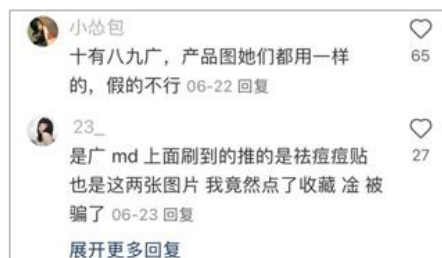 小怂包
十有八九广，产品图她们都用一样
65
的，假的不行 06-22 回复
23_
是广 md 上面刷到的推的是祛痘痘贴
27
也是这两张图片 我竟然点了收藏 淦 被
骗了 06-23 回复
展开更多回复